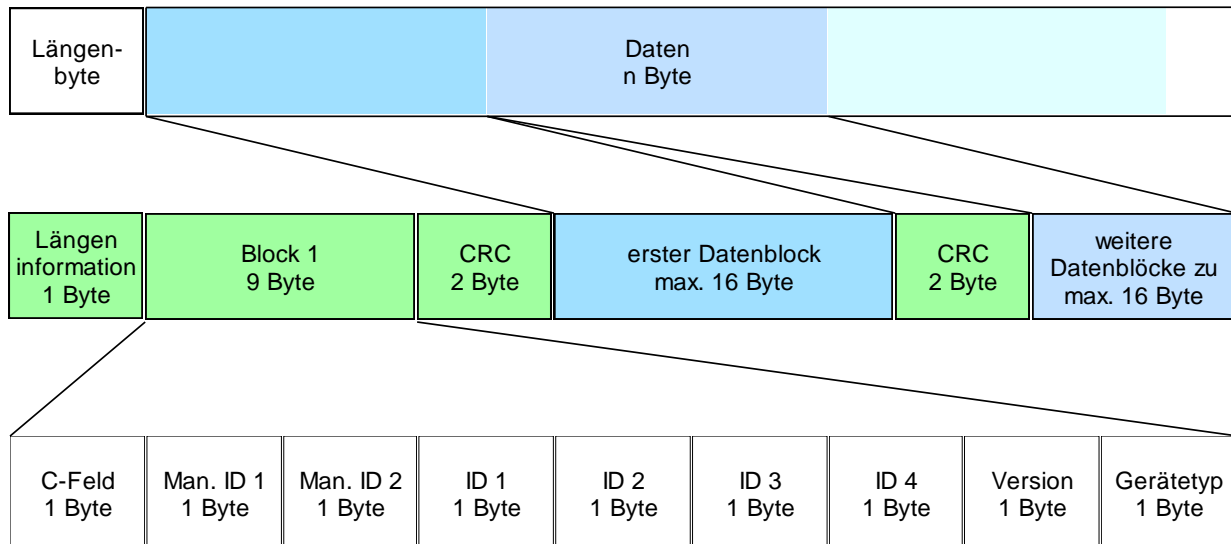 Längen-
byte
Daten
n Byte
Längen
information
1 Byte
Block 1
9 Byte
CRC
2 Byte
erster Datenblock
max. 16 Byte
CRC
2 Byte
weitere
Datenblöcke zu
max. 16 Byte
C-Feld
1 Byte
Man. ID 1
1 Byte
Man. ID 2
1 Byte
ID 1
1 Byte
ID 2
1 Byte
ID 3
1 Byte
ID 4
1 Byte
Version
1 Byte
Gerätetyp
1 Byte